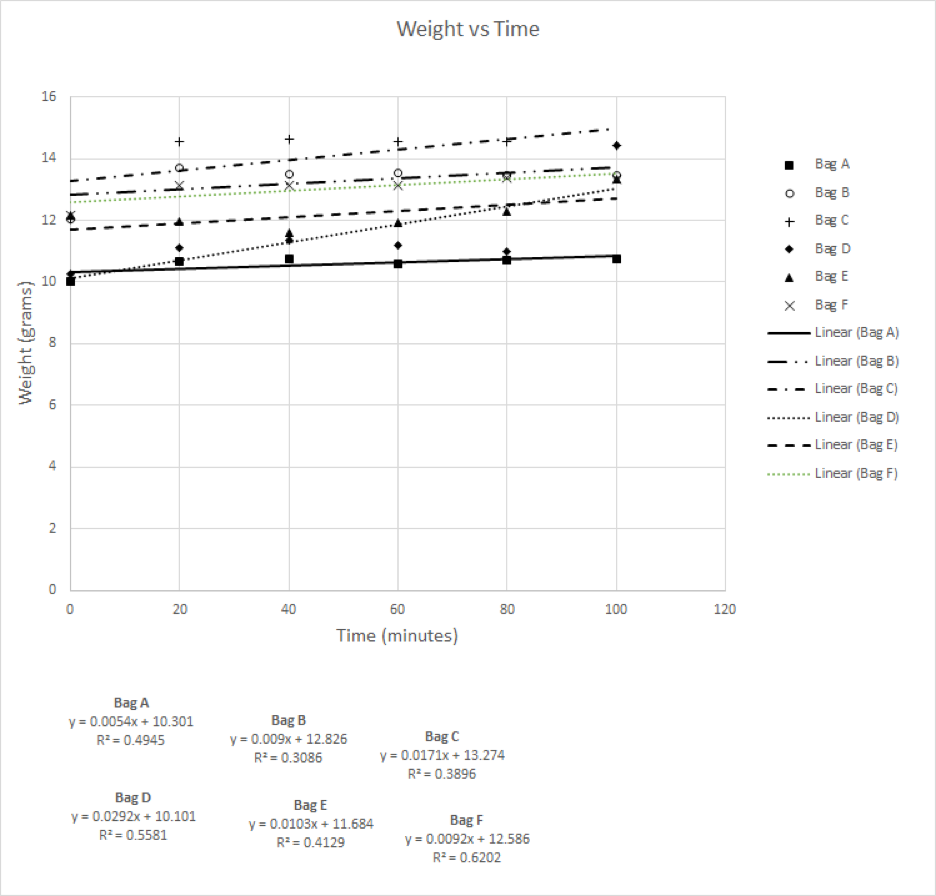 Weight vs Time
16
14
12
10
8
6
4
2
0
Weight (grams)
0 20 40 60 80 100 120
Time (minutes)
Bag A
Bag B
Bag C
Bag D
Bag E
Bag F
Linear (Bag A)
Linear (Bag B)
Linear (Bag C)
Linear (Bag D)
Linear (Bag E)
Linear (Bag F)
Bag A
y = 0.0054x + 10.301
R² = 0.4945
Bag B
y = 0.009x + 12.826
R² = 0.3086
Bag C
y = 0.0171x + 13.274
R² = 0.3896
Bag D
y = 0.0292x + 10.101
R² = 0.5581
Bag E
y = 0.0103x + 11.684
R² = 0.4129
Bag F
y = 0.0092x + 12.586
R² = 0.6202